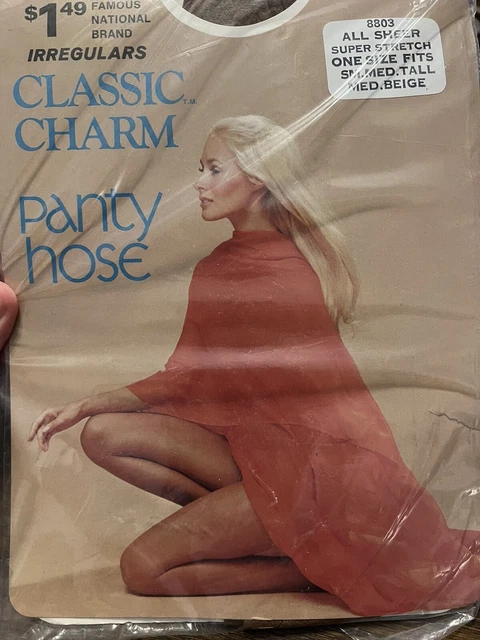 $1.49 FAMOUS
NATIONAL
BRAND
IRREGULARS
CLASSIC T.M.
CHARM
panty
hose
8803
ALL SHEER
SUPER STRETCH
ONE SIZE FITS
SM.MED.TALL
MED.BEIGE